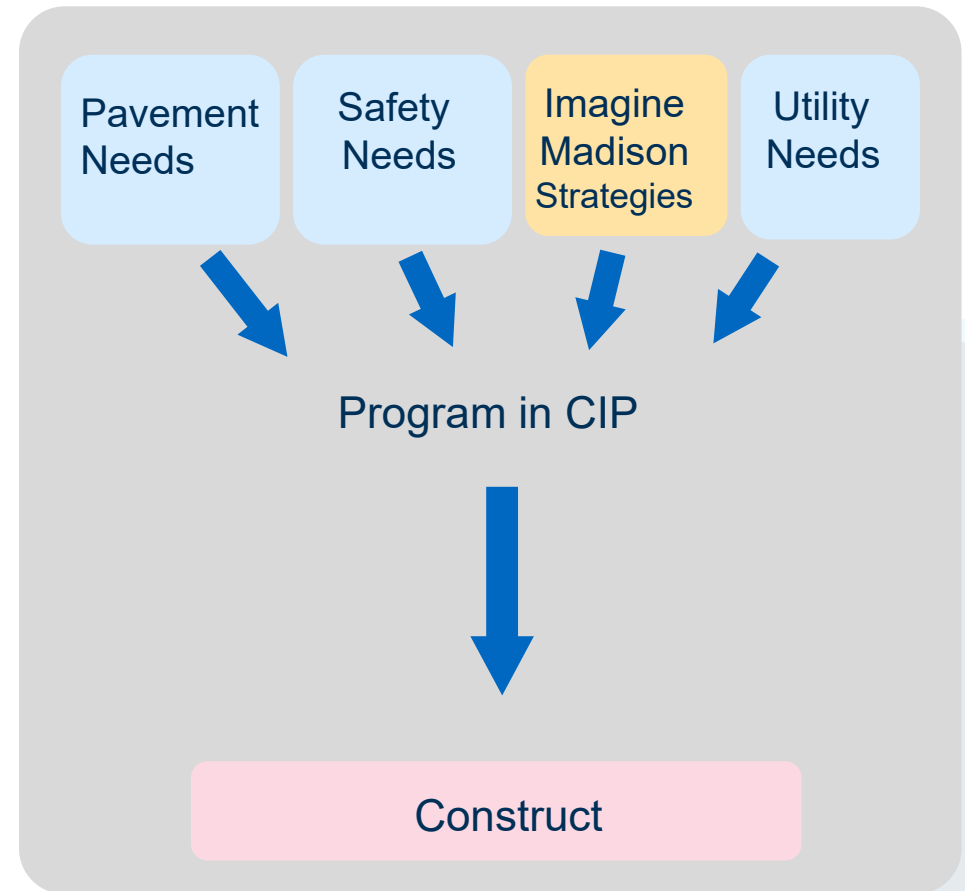 Pavement
Needs
Safety
Needs
Imagine
Madison
Strategies
Utility
Needs
Program in CIP
Construct